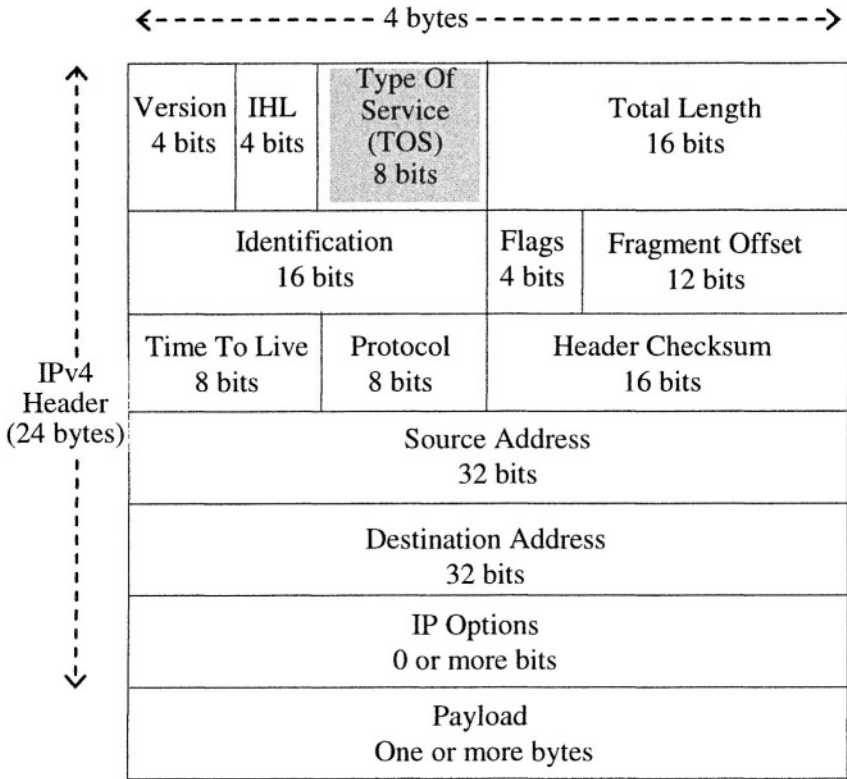 4 bytes
Version
4 bits
IHL
4 bits
Type Of
Service
(TOS)
8 bits
Total Length
16 bits
Identification
16 bits
Flags
4 bits
Fragment Offset
12 bits
Time To Live
8 bits
Protocol
8 bits
Header Checksum
16 bits
IPv4
Header
(24 bytes)
Source Address
32 bits
Destination Address
32 bits
IP Options
0 or more bits
Payload
One or more bytes